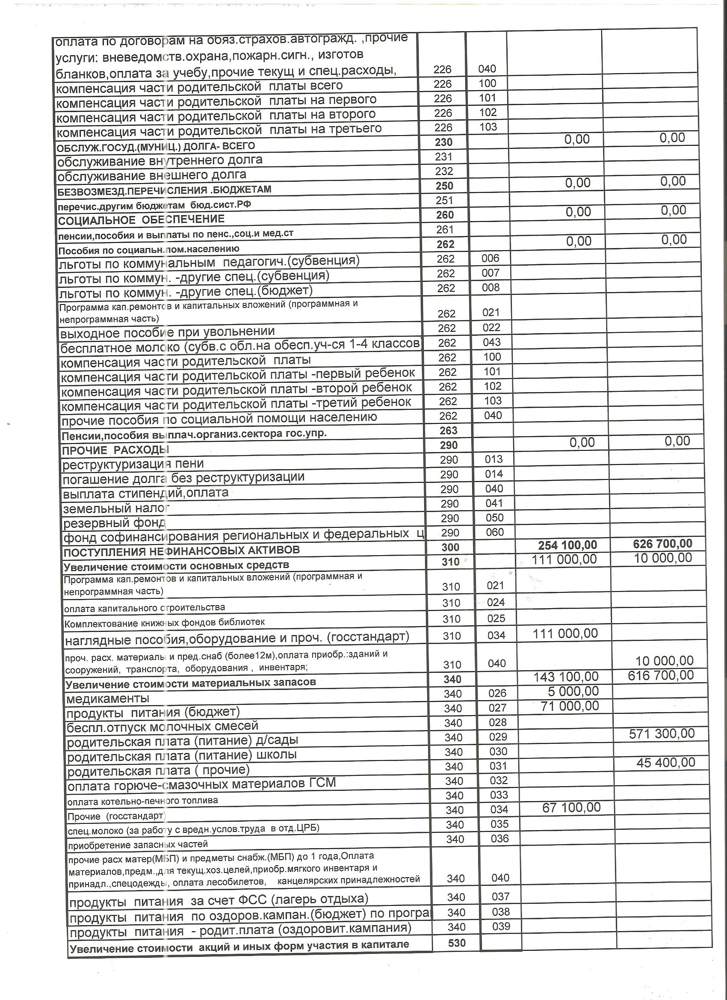 оплата по договорам на обяз.страхов.автогражд. ,прочие
услуги: вневедомств.охрана,пожарн.сигн., изготов
бланков,оплата за учебу,прочие текущ и спец.расходы, 226 040
компенсация части родительской платы всего 226 100
компенсация части родительской платы на первого 226 101
компенсация части родительской платы на второго 226 102
компенсация части родительской платы на третьего 226 103
ОБСЛУЖ.ГОСУД.(МУНИЦ.) ДОЛГА- ВСЕГО 230 0,00 0,00
обслуживание внутреннего долга 231
обслуживание внешнего долга 232
БЕЗВОЗМЕЗД.ПЕРЕЧИСЛЕНИЯ .БЮДЖЕТАМ 250 0,00 0,00
перечис.другим бюджетам бюд.сист.РФ 251
СОЦИАЛЬНОЕ ОБЕСПЕЧЕНИЕ 260 0,00 0,00
пенсии,пособия и выплаты по пенс.,соц.и мед.ст 261
Пособия по социальн.пом.населению 262 0,00 0,00
льготы по коммунальным педагогич.(субвенция) 262 006
льготы по коммун. -другие спец.(субвенция) 262 007
льготы по коммун. -другие спец.(бюджет) 262 008
Программа кап.ремонтов и капитальных вложений (программная и
непрограммная часть) 262 021
выходное пособие при увольнении 262 022
бесплатное молоко (субв.с обл.на обесп.уч-ся 1-4 классов) 262 043
компенсация части родительской платы 262 100
компенсация части родительской платы -первый ребенок 262 101
компенсация части родительской платы -второй ребенок 262 102
компенсация части родительской платы -третий ребенок 262 103
прочие пособия по социальной помощи населению 262 040
Пенсии,пособия выплач.организ.сектора гос.упр. 263
ПРОЧИЕ РАСХОДЫ 290 0,00 0,00
реструктуризация пени 290 013
погашение долга без реструктуризации 290 014
выплата стипендий,оплата 290 040
земельный налог 290 041
резервный фонд 290 050
фонд софинансирования региональных и федеральных ц 290 060
ПОСТУПЛЕНИЯ НЕФИНАНСОВЫХ АКТИВОВ 300 254 100,00 626 700,00
Увеличение стоимости основных средств 310 111 000,00 10 000,00
Программа кап.ремонтов и капитальных вложений (программная и
непрограммная часть) 310 021
оплата капитального строительства 310 024
Комплектование книжных фондов библиотек 310 025
наглядные пособия,оборудование и проч. (госстандарт) 310 034 111 000,00
проч. расх. материалы и пред.снаб (более12м),оплата приобр.:зданий и
сооружений, транспорта, оборудования , инвентаря; 310 040 10 000,00
Увеличение стоимости материальных запасов 340 143 100,00 616 700,00
медикаменты 340 026 5 000,00
продукты питания (бюджет) 340 027 71 000,00
беспл.отпуск молочных смесей 340 028
родительская плата (питание) д/сады 340 029 571 300,00
родительская плата (питание) школы 340 030
родительская плата ( прочие) 340 031 45 400,00
оплата горюче-смазочных материалов ГСМ 340 032
оплата котельно-печного топлива 340 033
Прочие (госстандарт) 340 034 67 100,00
спец.молоко (за работу с вредн.услов.труда в отд.ЦРБ) 340 035
приобретение запасных частей 340 036
прочие расх матер(МБП) и предметы снабж.(МБП) до 1 года,Оплата
материалов,предм.,для текущ.хоз.целей,приобр.мягкого инвентаря и
принадл.,спецодежды, оплата лесобилетов, канцелярских принадлежностей 340 040
продукты питания за счет ФСС (лагерь отдыха) 340 037
продукты питания по оздоров.кампан.(бюджет) по програ 340 038
продукты питания - родит.плата (оздоровит.кампания) 340 039
Увеличение стоимости акций и иных форм участия в капитале 530